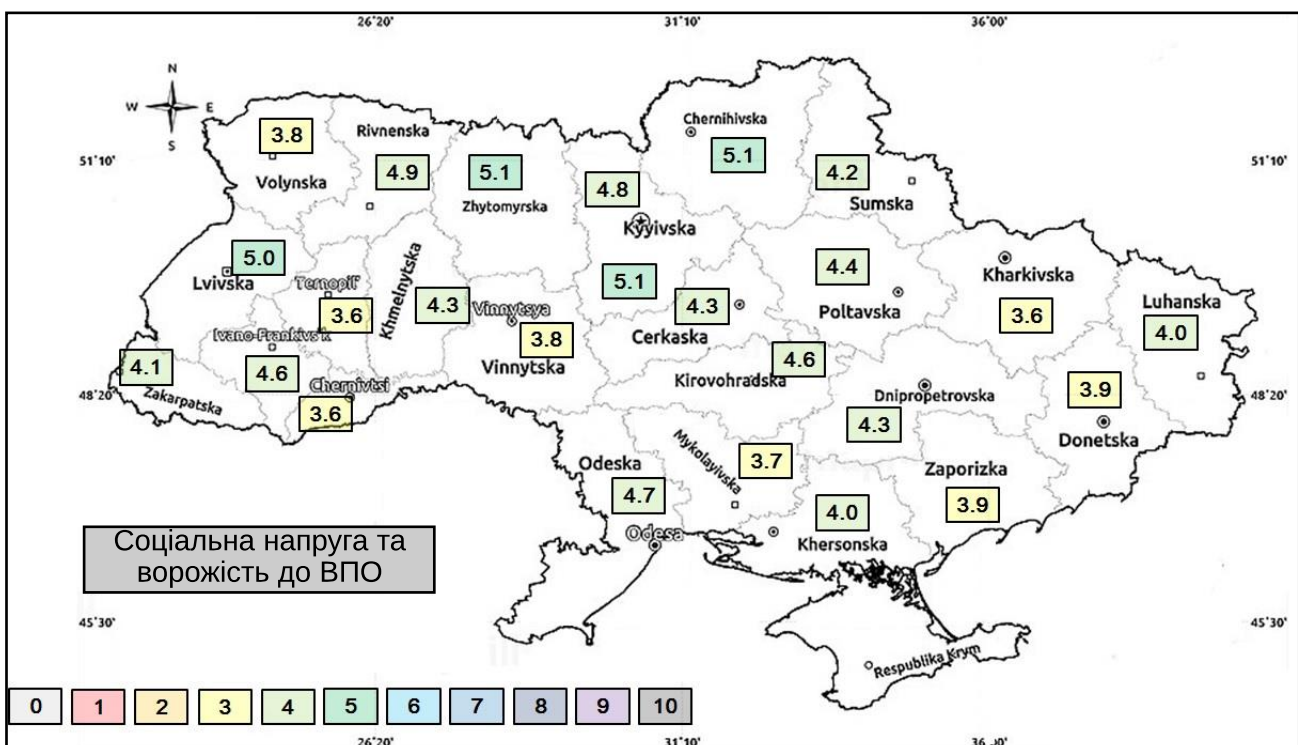 26°20'
31°10'
36°00'
N
W
E
S
51°10'
51°10'
3.8
Volynska
Rivnenska
4.9
5.1
Zhytomyrska
4.8
Kyyivska
5.1
Chernihivska
5.1
4.2
Sumska
5.0
Lvivska
Ternopil'
3.6
Khmelnytska
4.3
Vinnytsya
3.8
Vinnytska
4.3
Cerkaska
4.4
Poltavska
Kharkivska
3.6
Luhanska
4.0
Ivano-Frankivs'k
4.6
4.1
Zakarpatska
Chernivtsi
3.6
4.6
Kirovohradska
Dnipropetrovska
4.3
3.9
Donetska
48°20'
48°20'
Odeska
4.7
Odesa
Mykolayivska
3.7
Zaporizka
3.9
4.0
Khersonska
Соціальна напруга та
ворожість до ВПО
45°30'
45°30'
Respublika Krym
0 1 2 3 4 5 6 7 8 9 10
26°20'
31°10'